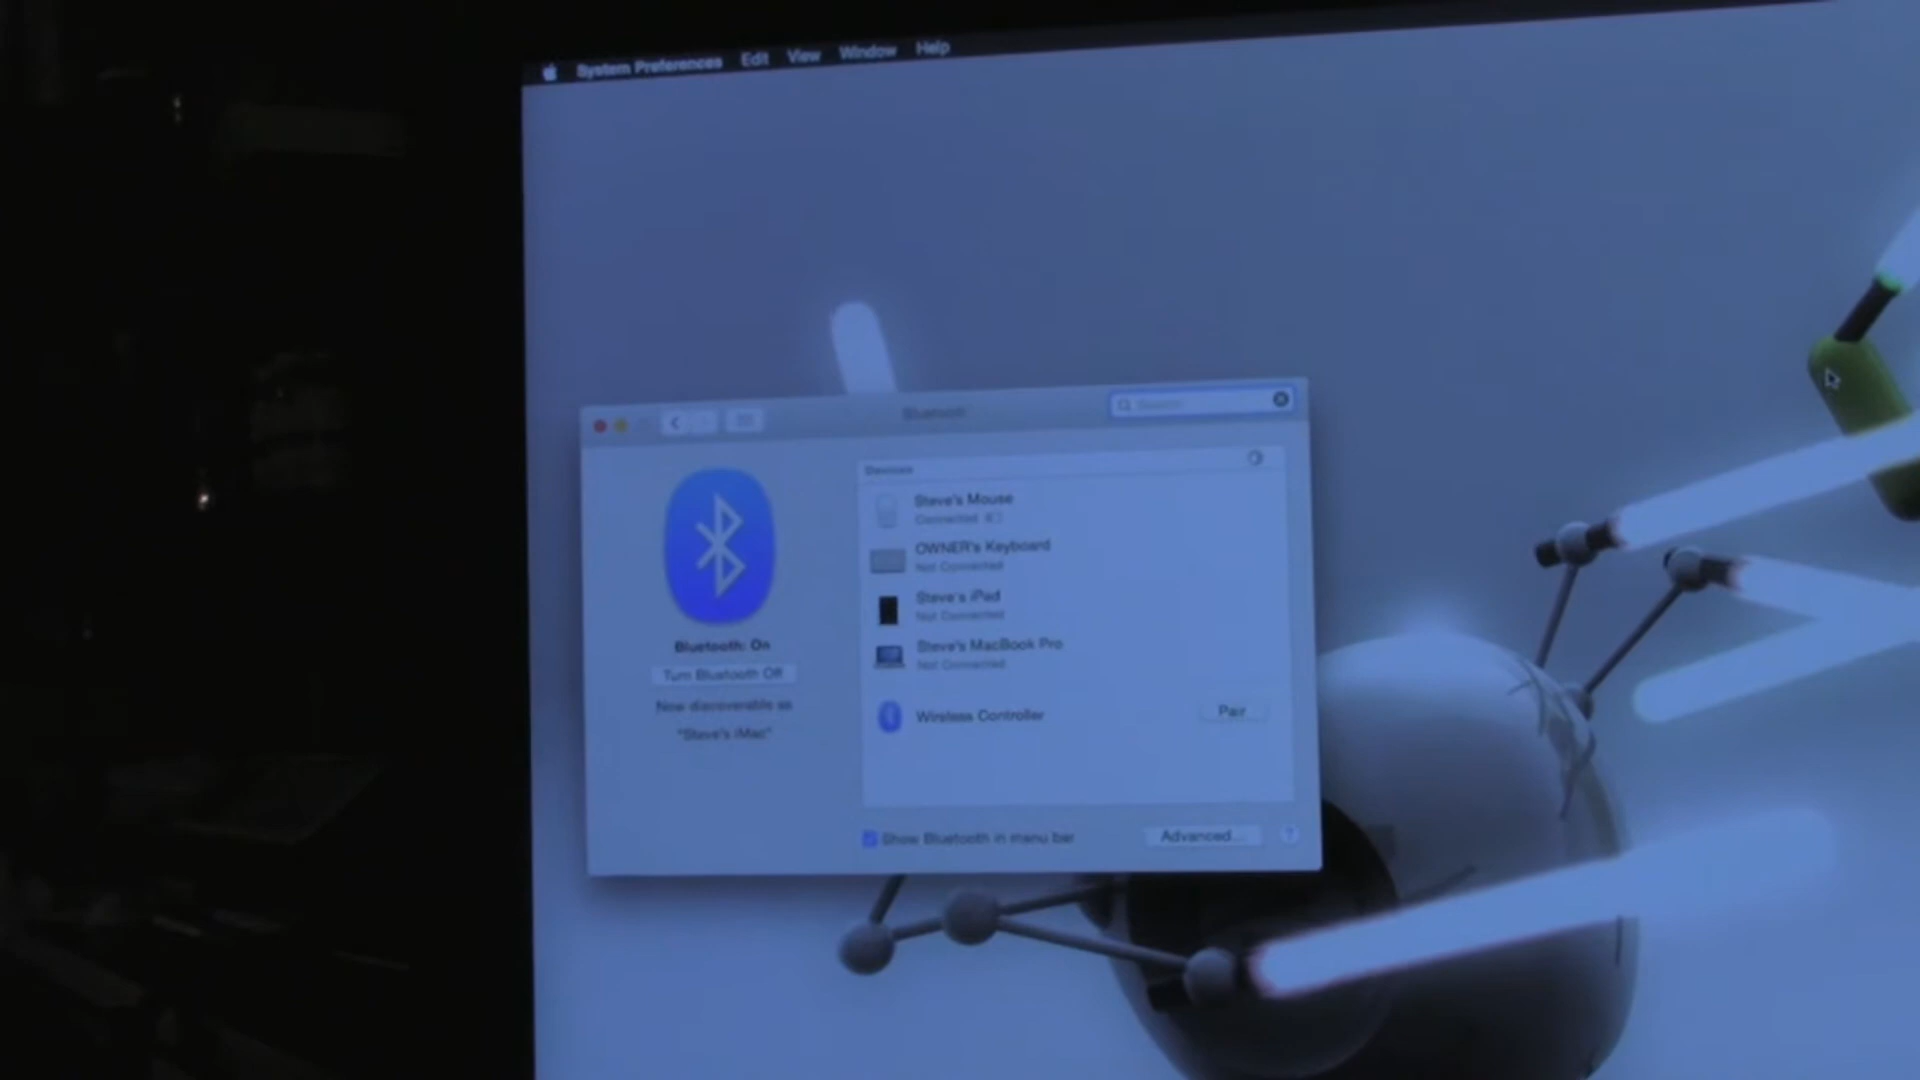 System Preferences Edit View Window Help
Bluetooth
Search
Devices
Steve's Mouse
Connected
OWNER's Keyboard
Not Connected
Steve's iPad
Not Connected
Steve's MacBook Pro
Not Connected
Wireless Controller
Pair
Bluetooth: On
Turn Bluetooth Off
Now discoverable as
"Steve's iMac"
Show Bluetooth in menu bar
Advanced...
?